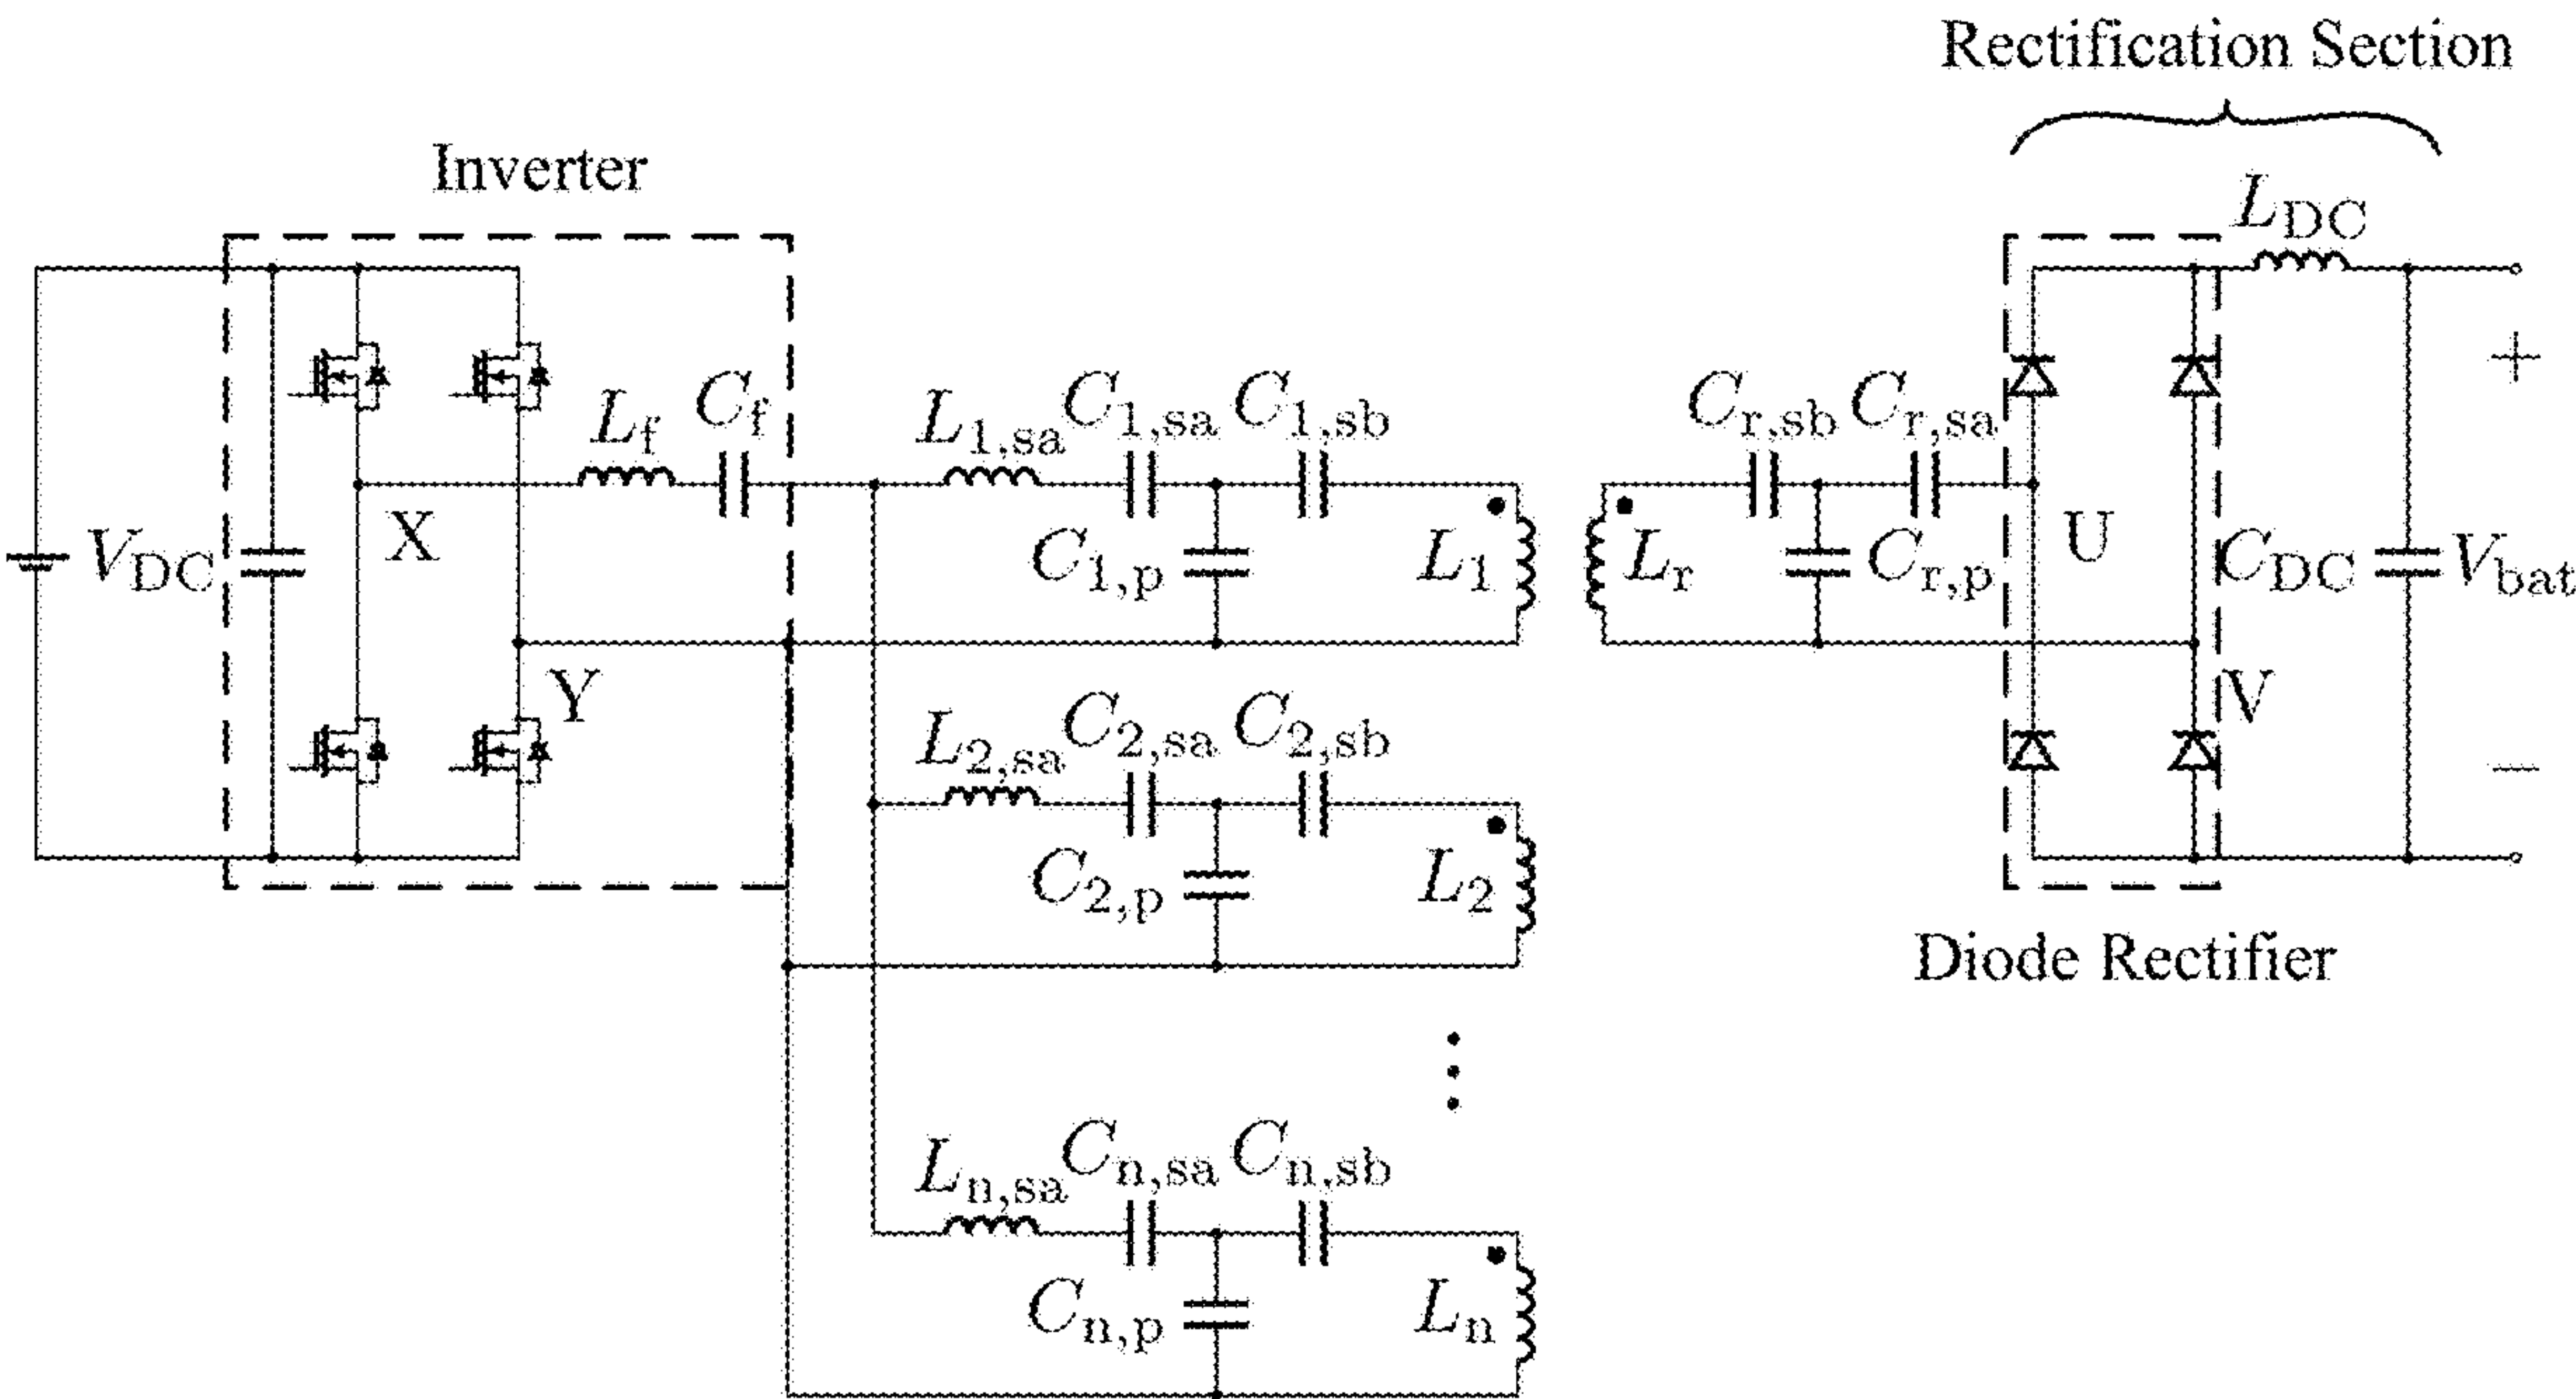 Rectification Section
Inverter
L_DC
L_f C_f L_1,sa C_1,sa C_1,sb C_r,sb C_r,sa
+
V_DC X C_1,p L_1 L_r C_r,p U C_DC V_bat
Y V
L_2,sa C_2,sa C_2,sb
−
C_2,p L_2
Diode Rectifier
L_n,sa C_n,sa C_n,sb
C_n,p L_n